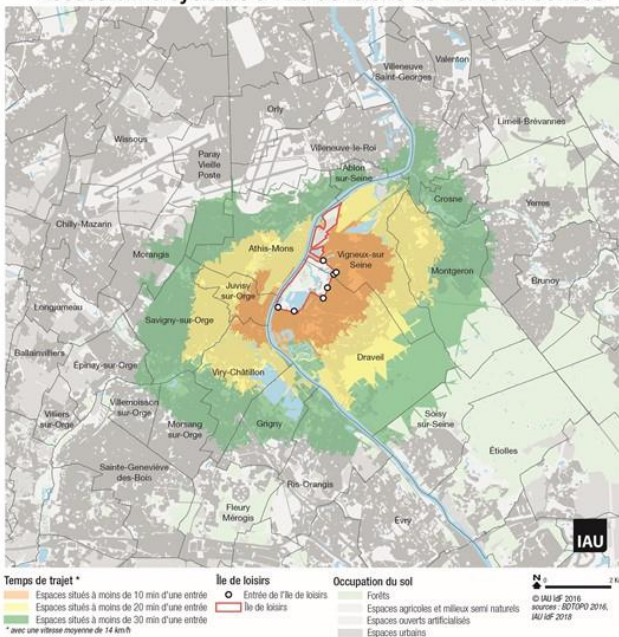 Villeneuve
Saint-Georges
Valenton
Orly
Limeil-Brévannes
Wissous
Paray
Vieille
Poste
Villeneuve-le-Roi
Ablon
sur-Seine
Crosne
Yerres
Chilly-Mazarin
Morangis
Athis-Mons
Vigneux-sur
Seine
Montgeron
Brunoy
Juvisy
sur-Orge
Longjumeau
Savigny-sur-Orge
Ballainvilliers
Épinay-sur-Orge
Viry-Châtillon
Draveil
Villemoisson
sur-Orge
Villiers
sur-Orge
Morsang
sur-Orge
Grigny
Soisy
sur-Seine
Étiolles
Sainte-Geneviève
des-Bois
Ris-Orangis
Fleury
Mérogis
Évry
IAU
Temps de trajet *
Espaces situés à moins de 10 min d'une entrée
Espaces situés à moins de 20 min d'une entrée
Espaces situés à moins de 30 min d'une entrée
* avec une vitesse moyenne de 14 km/h
Île de loisirs
Entrée de l'île de loisirs
Île de loisirs
Occupation du sol
Forêts
Espaces agricoles et milieux semi naturels
Espaces ouverts artificialisés
Espaces urbains
N 0 2 K
© IAU îdF 2016
sources : BDTOPO 2016,
IAU îdF 2018